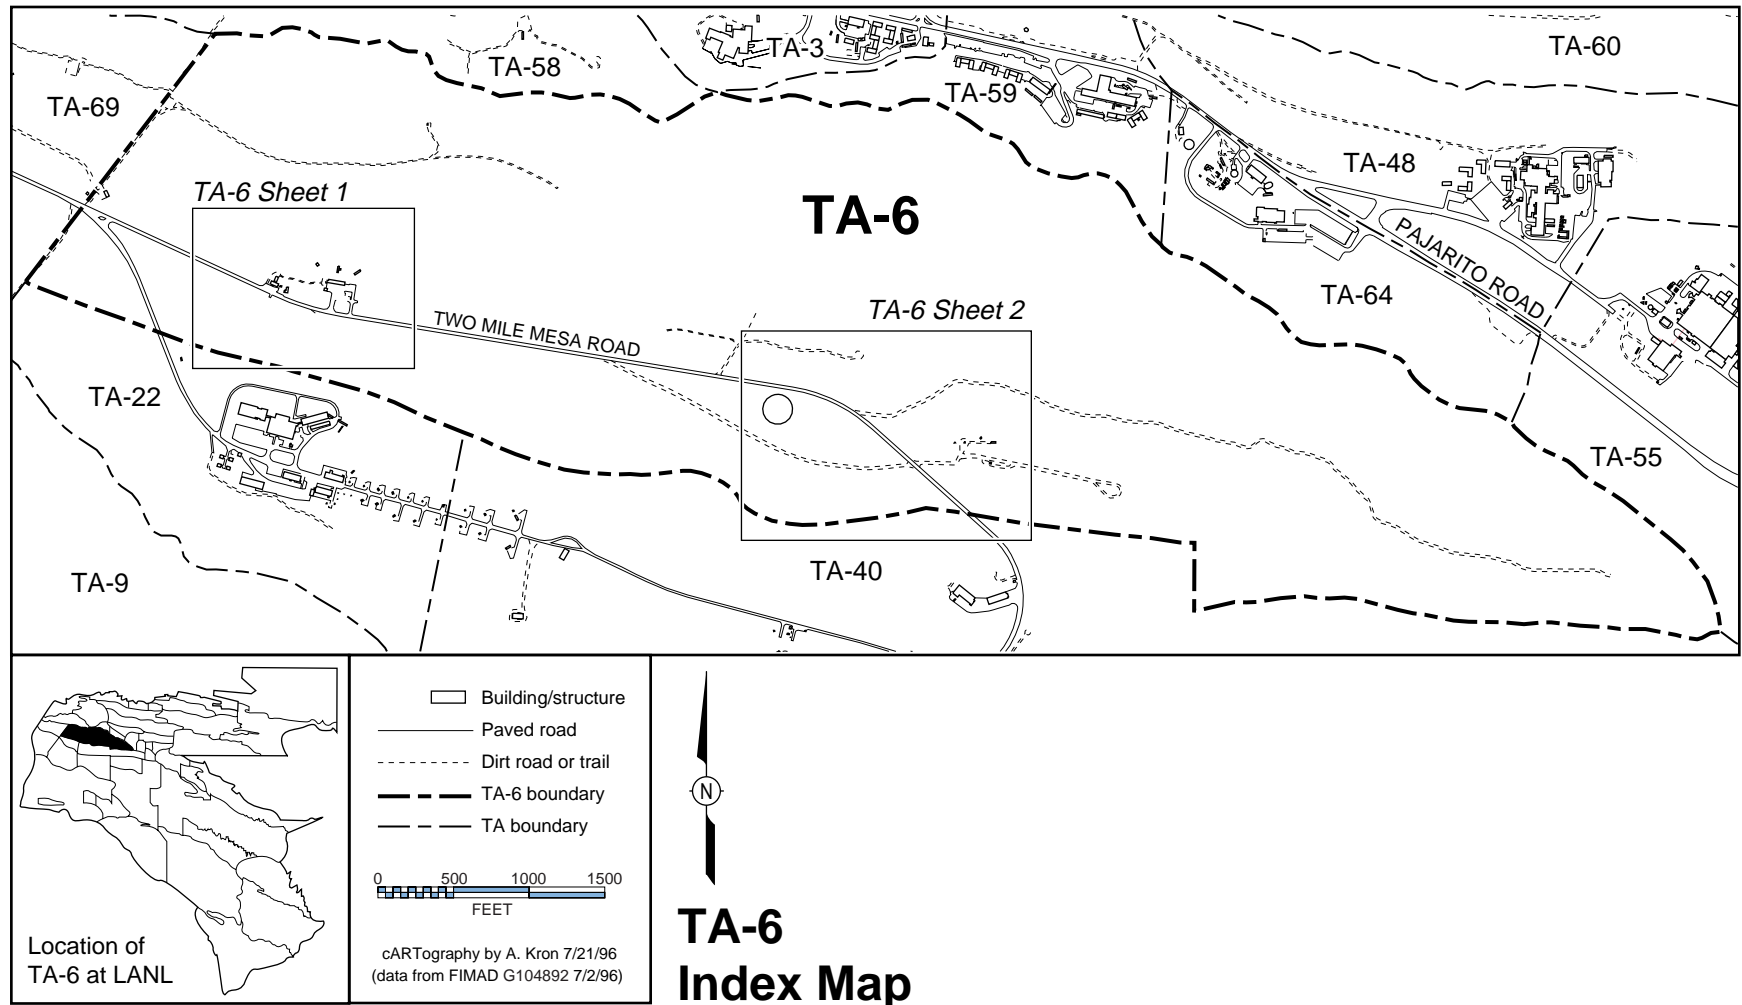 TA-3
TA-60
TA-58
TA-59
TA-69
TA-48
TA-6 Sheet 1
TA-6
PAJARITO ROAD
TA-64
TA-6 Sheet 2
TWO MILE MESA ROAD
TA-22
TA-55
TA-9
TA-40
Location of
TA-6 at LANL
Building/structure
Paved road
Dirt road or trail
TA-6 boundary
TA boundary
0 500 1000 1500
FEET
cARTography by A. Kron 7/21/96
(data from FIMAD G104892 7/2/96)
N
TA-6
Index Map